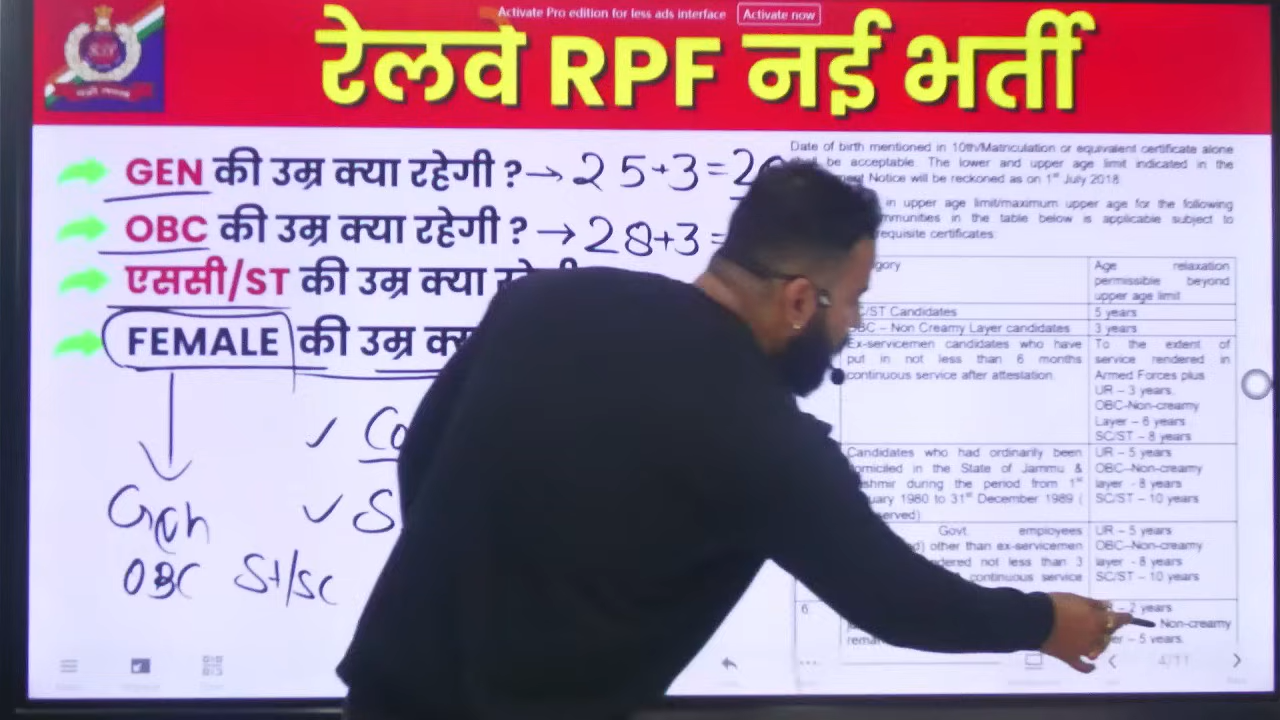 Activate Pro edition for less ads interface
Activate now
रेलवे RPF नई भर्ती
GEN की उम्र क्या रहेगी ? → 25+3=2
OBC की उम्र क्या रहेगी ? → 28+3=
एससी/ST की उम्र क्या
FEMALE की उम्र
Gen
OBC St/SC
Date of birth mentioned in 10th/Matriculation or equivalent certificate alone
be acceptable. The lower and upper age limit indicated in the
Notice will be reckoned as on 1st July 2018.
in upper age limit/maximum upper age for the following
in the table below is applicable subject to
requisite certificates:
Age relaxation
permissible beyond
upper age limit
/ST Candidates
5 years
OBC – Non Creamy Layer candidates
3 years
Ex-servicemen candidates who have
put in not less than 6 months
continuous service after attestation.
To the extent of
service rendered in
Armed Forces plus
UR – 3 years.
OBC-Non-creamy
Layer – 6 years
SC/ST – 8 years
Candidates who had ordinarily been
domiciled in the State of Jammu &
during the period from 1st
1980 to 31st December 1989 (
UR – 5 years
OBC–Non-creamy
layer - 8 years
SC/ST – 10 years
Govt. employees
other than ex-servicemen
not less than 3
continuous service
UR – 5 years
OBC–Non-creamy
layer - 8 years
SC/ST – 10 years
6
– 2 years
Non-creamy
– 5 years.
4/11